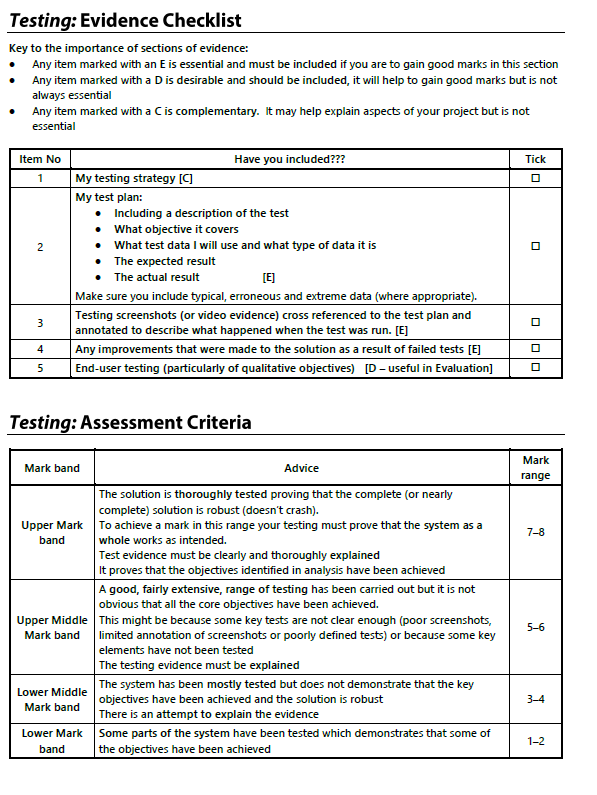 Testing: Evidence Checklist
Key to the importance of sections of evidence:
• Any item marked with an E is essential and must be included if you are to gain good marks in this section
• Any item marked with a D is desirable and should be included, it will help to gain good marks but is not
always essential
• Any item marked with a C is complementary. It may help explain aspects of your project but is not
essential
Item No Have you included??? Tick
1 My testing strategy [C] □
2 My test plan: □
• Including a description of the test
• What objective it covers
• What test data I will use and what type of data it is
• The expected result
• The actual result [E]
Make sure you include typical, erroneous and extreme data (where appropriate).
3 Testing screenshots (or video evidence) cross referenced to the test plan and □
annotated to describe what happened when the test was run. [E]
4 Any improvements that were made to the solution as a result of failed tests [E] □
5 End-user testing (particularly of qualitative objectives) [D – useful in Evaluation] □
Testing: Assessment Criteria
Mark band Advice Mark
range
Upper Mark
band
The solution is thoroughly tested proving that the complete (or nearly
complete) solution is robust (doesn't crash).
To achieve a mark in this range your testing must prove that the system as a
whole works as intended.
Test evidence must be clearly and thoroughly explained
It proves that the objectives identified in analysis have been achieved
7–8
Upper Middle
Mark band
A good, fairly extensive, range of testing has been carried out but it is not
obvious that all the core objectives have been achieved.
This might be because some key tests are not clear enough (poor screenshots,
limited annotation of screenshots or poorly defined tests) or because some key
elements have not been tested
The testing evidence must be explained
5–6
Lower Middle
Mark band
The system has been mostly tested but does not demonstrate that the key
objectives have been achieved and the solution is robust
There is an attempt to explain the evidence
3–4
Lower Mark
band
Some parts of the system have been tested which demonstrates that some of
the objectives have been achieved
1–2